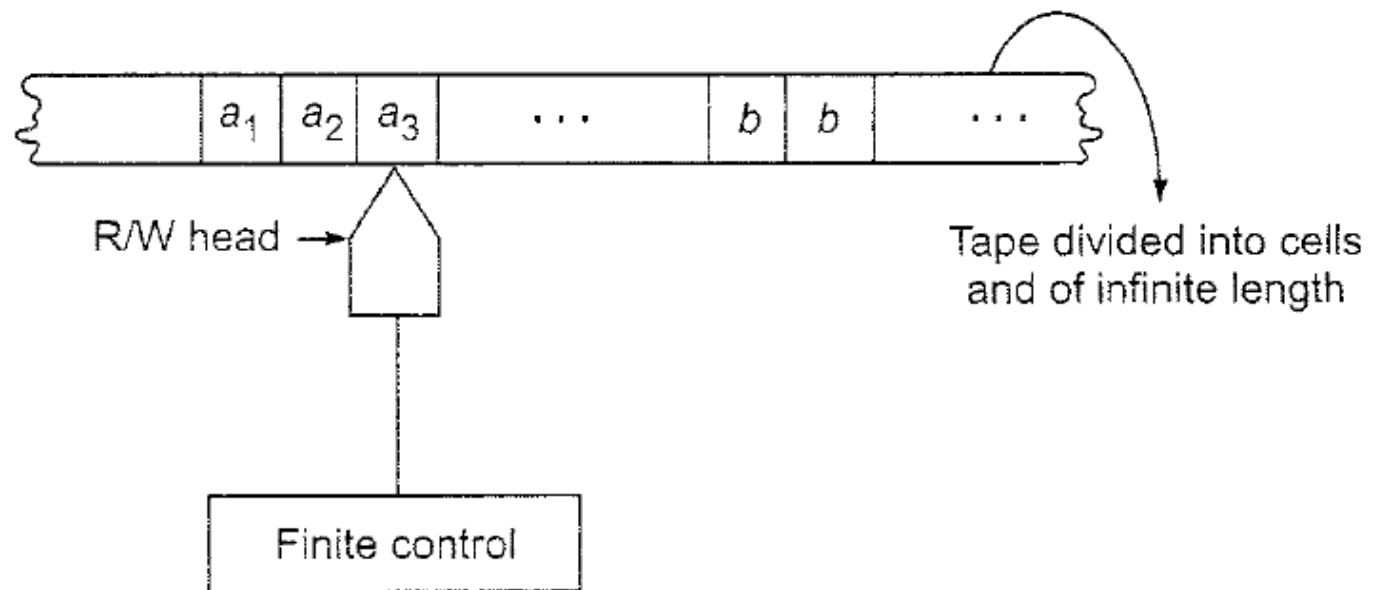 a1 a2 a3 ... b b ...
R/W head
Tape divided into cells
and of infinite length
Finite control